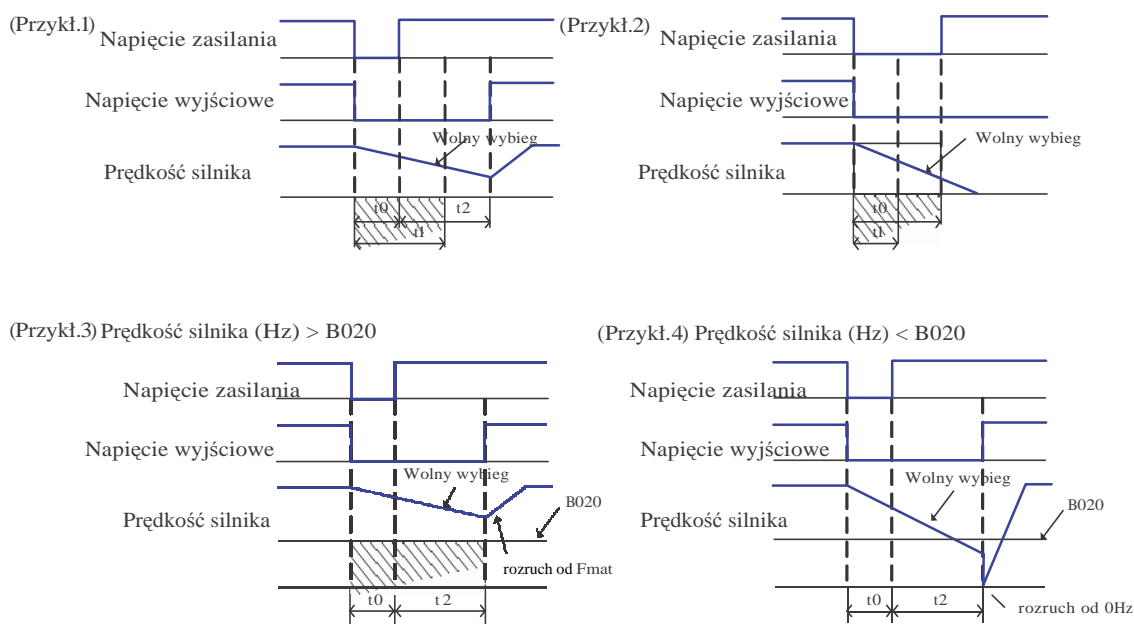 (Przykł.1)
Napięcie zasilania
Napięcie wyjściowe
Wolny wybieg
Prędkość silnika
t0
t2
t1
(Przykł.2)
Napięcie zasilania
Napięcie wyjściowe
Wolny wybieg
Prędkość silnika
t0
t1
(Przykł.3) Prędkość silnika (Hz) > B020
Napięcie zasilania
Napięcie wyjściowe
Wolny wybieg
Prędkość silnika
B020
rozruch od Fmat
t0
t2
(Przykł.4) Prędkość silnika (Hz) < B020
Napięcie zasilania
Napięcie wyjściowe
Wolny wybieg
B020
Prędkość silnika
t0
t2
rozruch od 0Hz